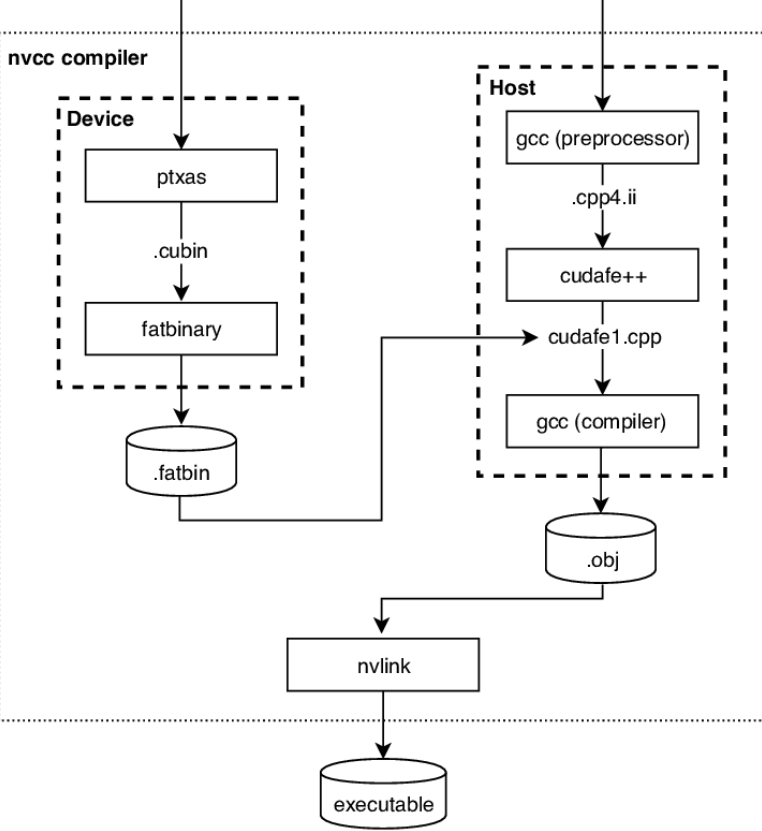 nvcc compiler
Device
ptxas
.cubin
fatbinary
.fatbin
Host
gcc (preprocessor)
.cpp4.ii
cudafe++
cudafe1.cpp
gcc (compiler)
.obj
nvlink
executable